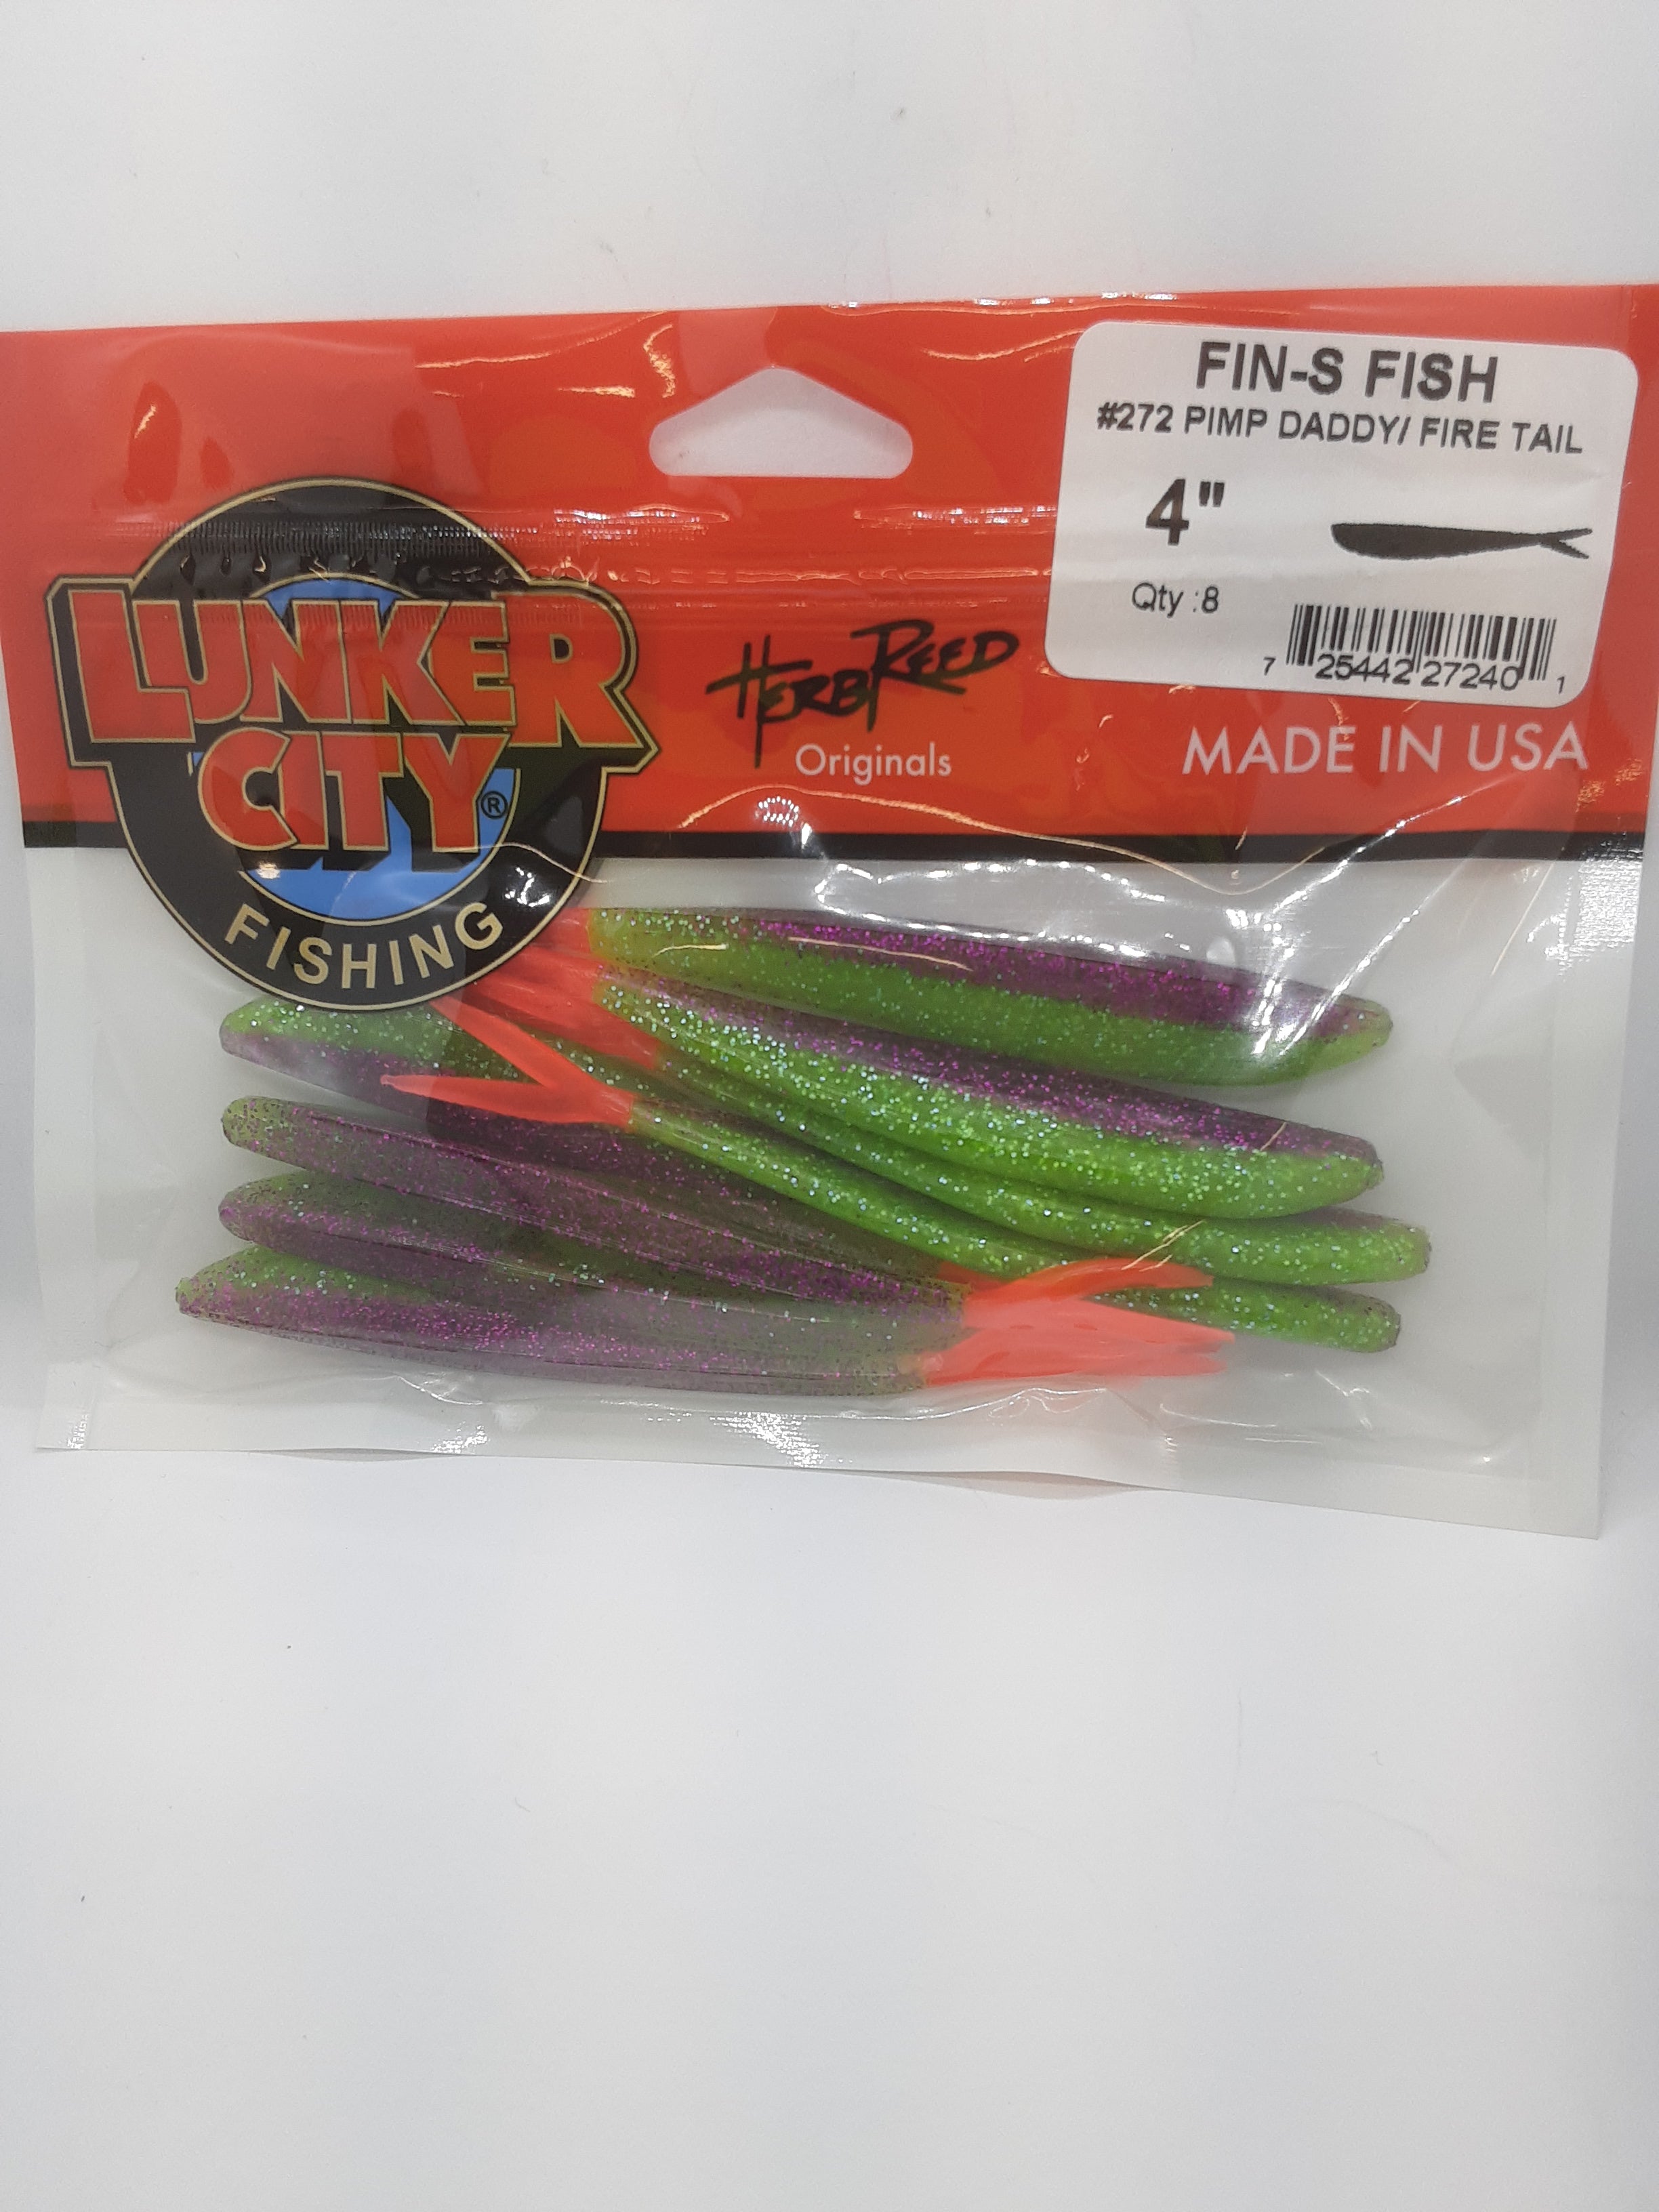 FIN-S FISH
#272 PIMP DADDY/ FIRE TAIL
4"
Qty :8
7 25442 27240 1
LUNKER
CITY®
FISHING
HERB REED
Originals
MADE IN USA